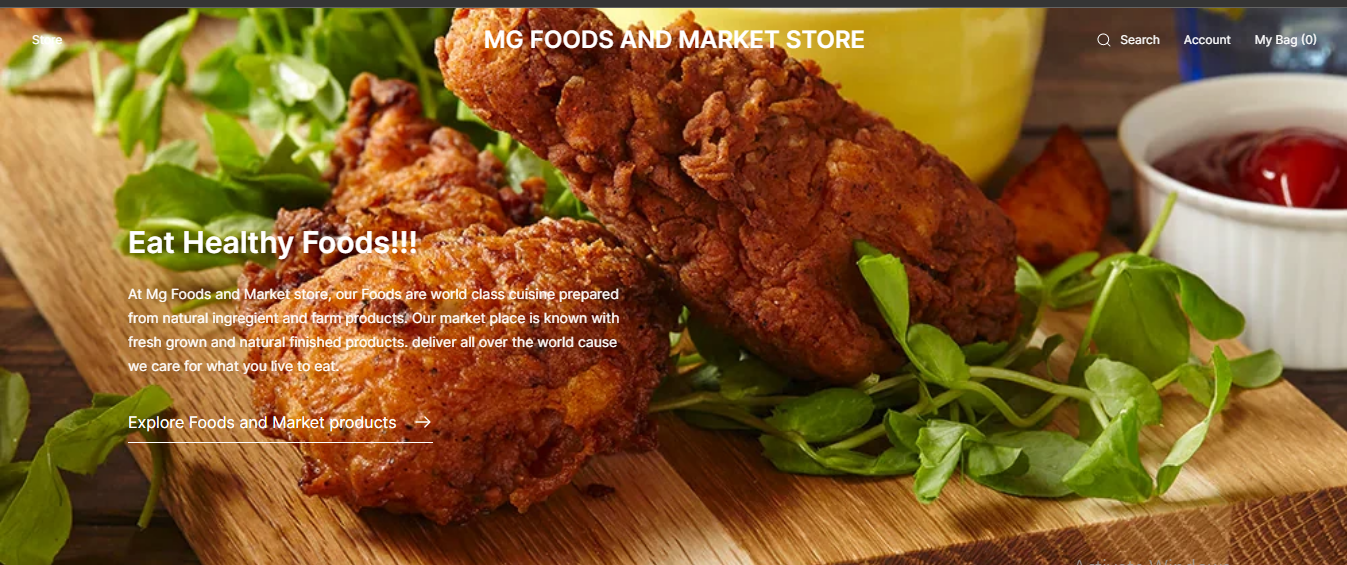 Store
MG FOODS AND MARKET STORE
Search
Account
My Bag (0)
Eat Healthy Foods!!!
At Mg Foods and Market store, our Foods are world class cuisine prepared
from natural ingregient and farm products. Our market place is known with
fresh grown and natural finished products. deliver all over the world cause
we care for what you live to eat.
Explore Foods and Market products